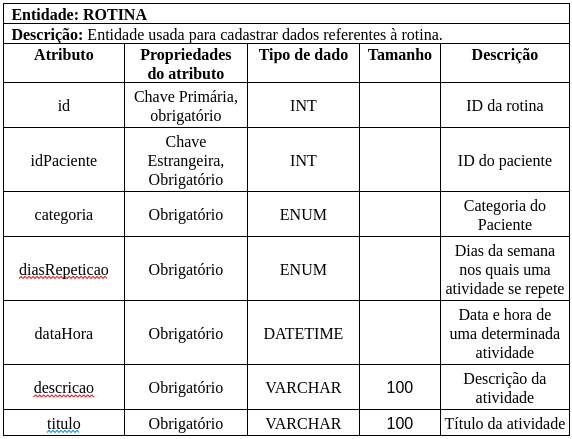 Entidade: ROTINA
Descrição: Entidade usada para cadastrar dados referentes à rotina.
Atributo Propriedades do atributo Tipo de dado Tamanho Descrição
id Chave Primária, obrigatório INT ID da rotina
idPaciente Chave Estrangeira, Obrigatório INT ID do paciente
categoria Obrigatório ENUM Categoria do Paciente
diasRepeticao Obrigatório ENUM Dias da semana nos quais uma atividade se repete
dataHora Obrigatório DATETIME Data e hora de uma determinada atividade
descricao Obrigatório VARCHAR 100 Descrição da atividade
titulo Obrigatório VARCHAR 100 Título da atividade